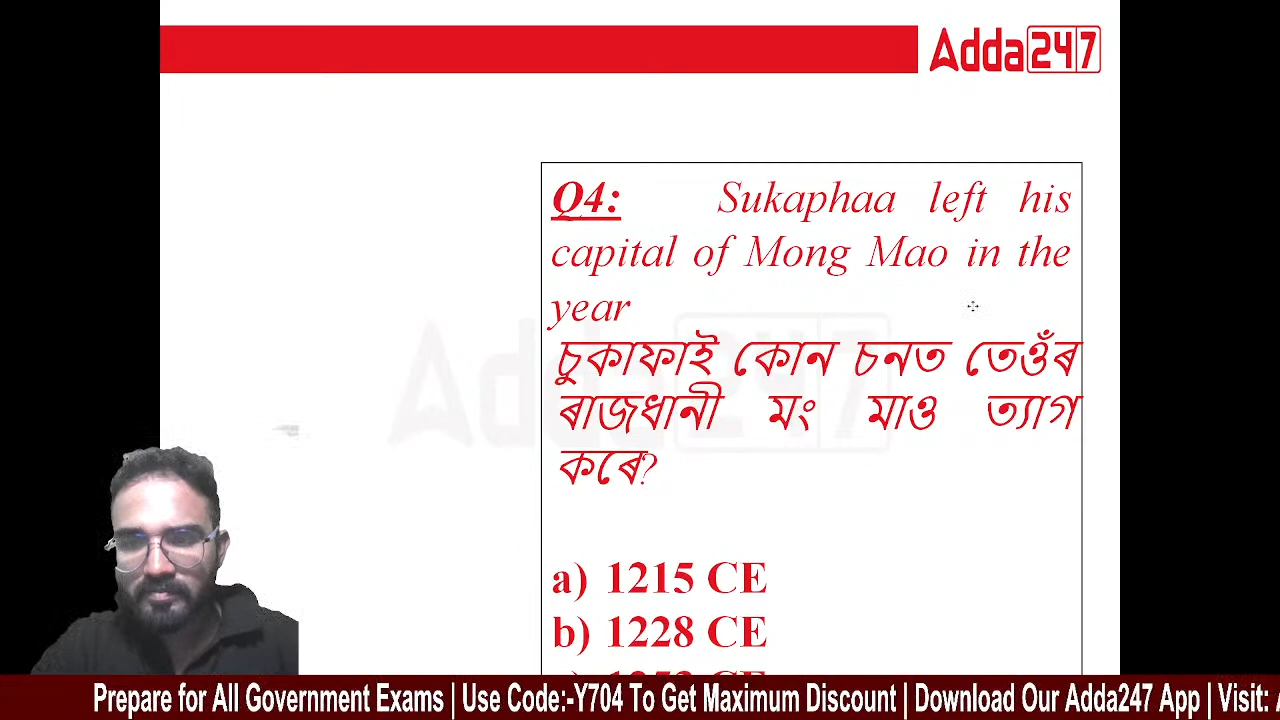 Adda247
Q4: Sukaphaa left his
capital of Mong Mao in the
year
চুকাফাই কোন চনত তেওঁৰ
ৰাজধানী মং মাও ত্যাগ
কৰে?
a) 1215 CE
b) 1228 CE
Prepare for All Government Exams | Use Code:-Y704 To Get Maximum Discount | Download Our Adda247 App | Visit: